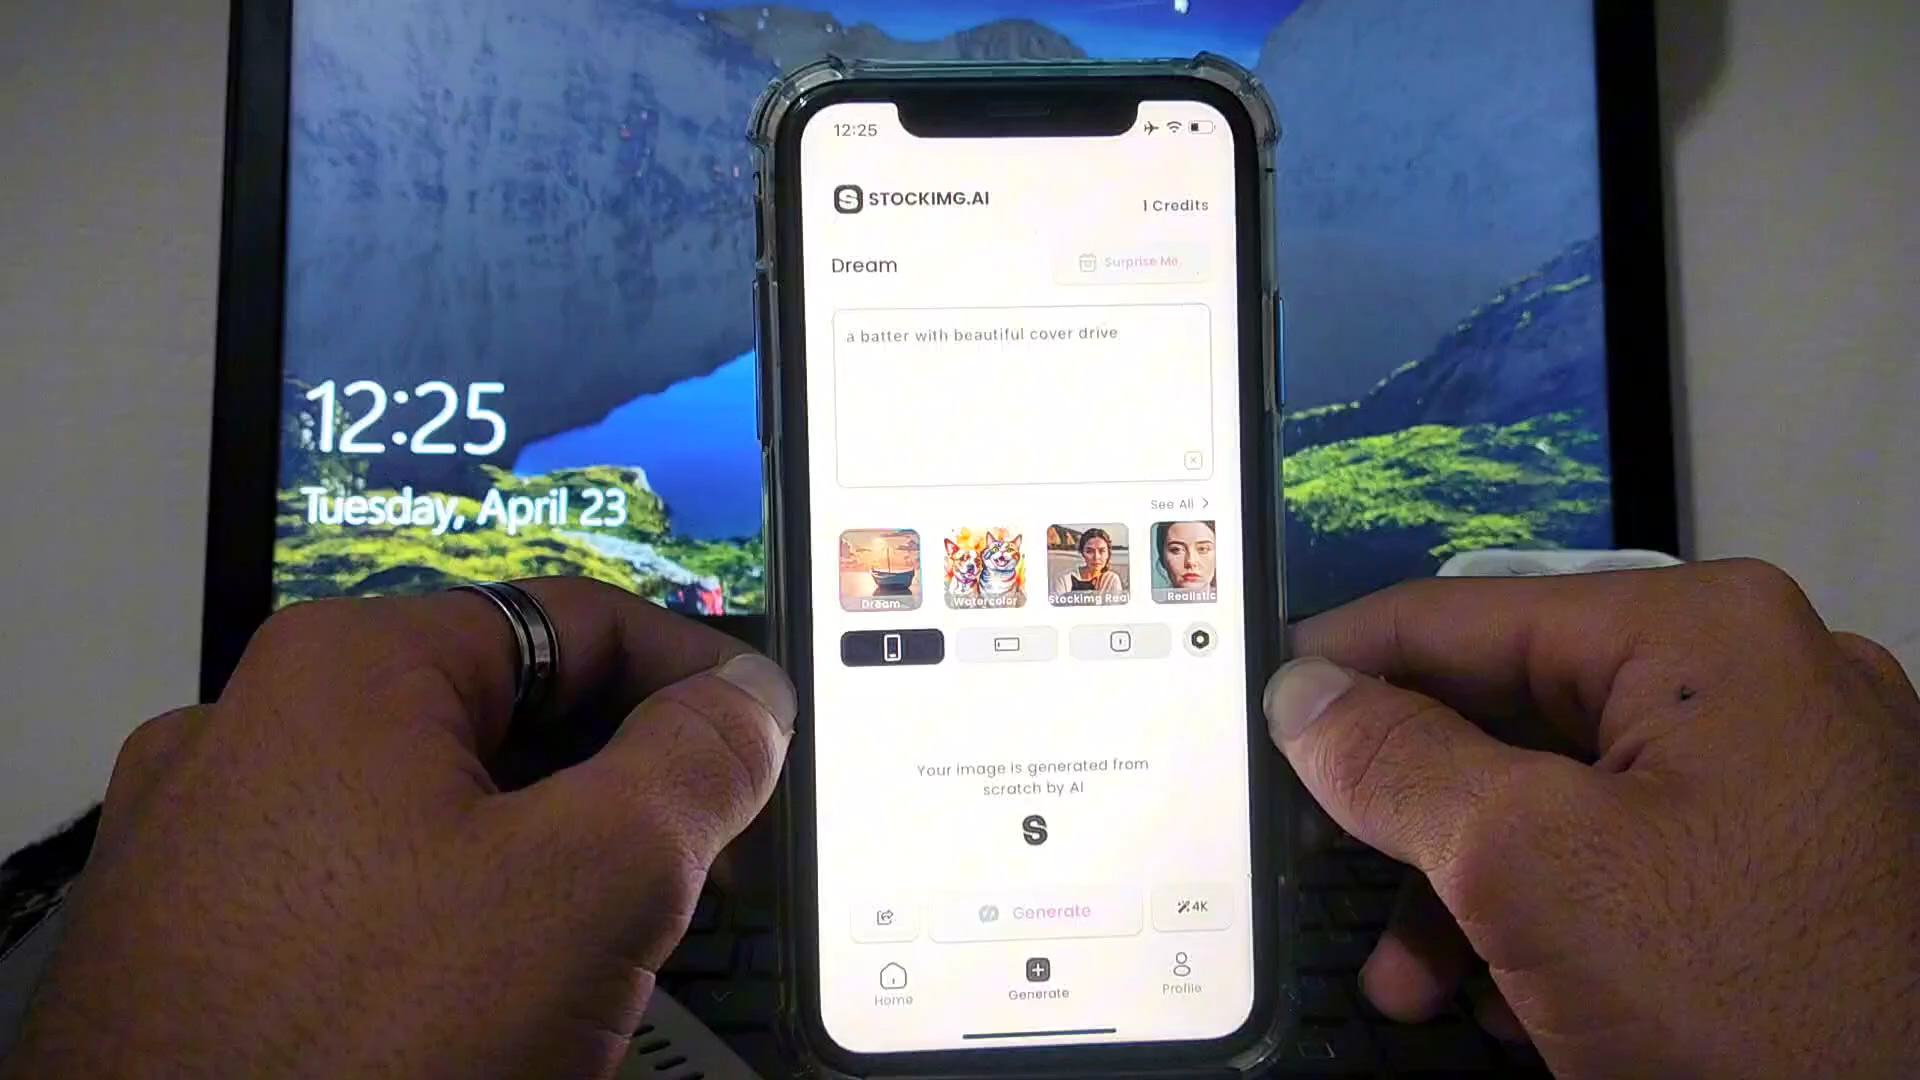 12:25
Tuesday, April 23
12:25
STOCKIMG.AI
1 Credits
Dream
Surprise Me
a batter with beautiful cover drive
See All
Dream
Watercolor
Stockimg Real
Realistic
Your image is generated from
scratch by AI
S
Generate
4K
Home
Generate
Profile